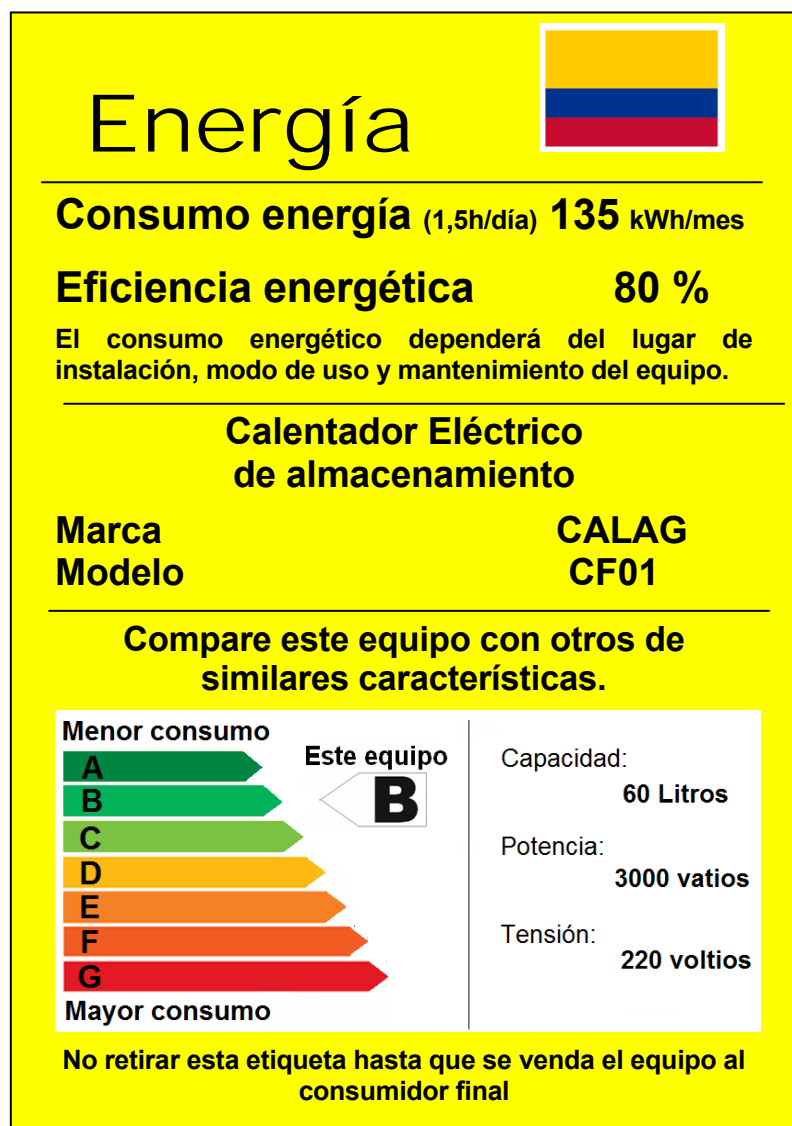 Energía
Consumo energía (1,5h/día) 135 kWh/mes
Eficiencia energética 80 %
El consumo energético dependerá del lugar de
instalación, modo de uso y mantenimiento del equipo.
Calentador Eléctrico
de almacenamiento
Marca CALAG
Modelo CF01
Compare este equipo con otros de
similares características.
Menor consumo
A
B
C
D
E
F
G
Mayor consumo
Este equipo
B
Capacidad:
60 Litros
Potencia:
3000 vatios
Tensión:
220 voltios
No retirar esta etiqueta hasta que se venda el equipo al
consumidor final